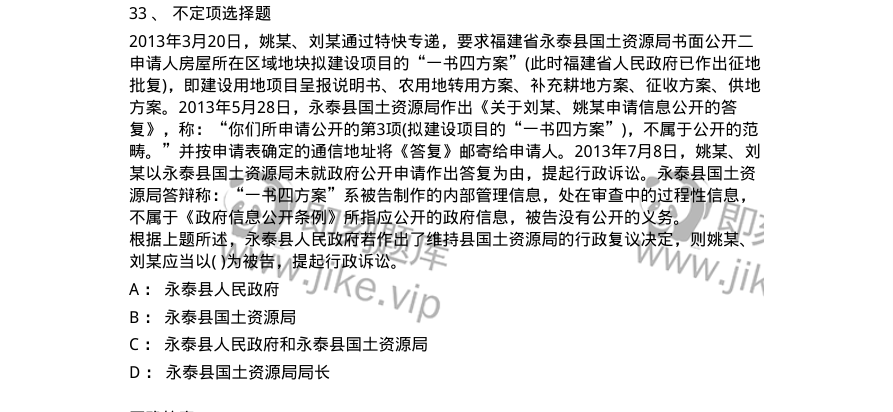 33 、 不定项选择题
2013年3月20日，姚某、刘某通过特快专递，要求福建省永泰县国土资源局书面公开二
申请人房屋所在区域地块拟建设项目的“一书四方案”(此时福建省人民政府已作出征地
批复)，即建设用地项目呈报说明书、农用地转用方案、补充耕地方案、征收方案、供地
方案。2013年5月28日，永泰县国土资源局作出《关于刘某、姚某申请信息公开的答
复》，称：“你们所申请公开的第3项(拟建设项目的“一书四方案”)，不属于公开的范
畴。”并按申请表确定的通信地址将《答复》邮寄给申请人。2013年7月8日，姚某、刘
某以永泰县国土资源局未就政府公开申请作出答复为由，提起行政诉讼。永泰县国土资
源局答辩称：“一书四方案”系被告制作的内部管理信息，处在审查中的过程性信息，
不属于《政府信息公开条例》所指应公开的政府信息，被告没有公开的义务。
根据上题所述，永泰县人民政府若作出了维持县国土资源局的行政复议决定，则姚某、
刘某应当以( )为被告，提起行政诉讼。
A ： 永泰县人民政府
B ： 永泰县国土资源局
C ： 永泰县人民政府和永泰县国土资源局
D ： 永泰县国土资源局局长
即刻题库
www.jike.vip
即刻
www.jik